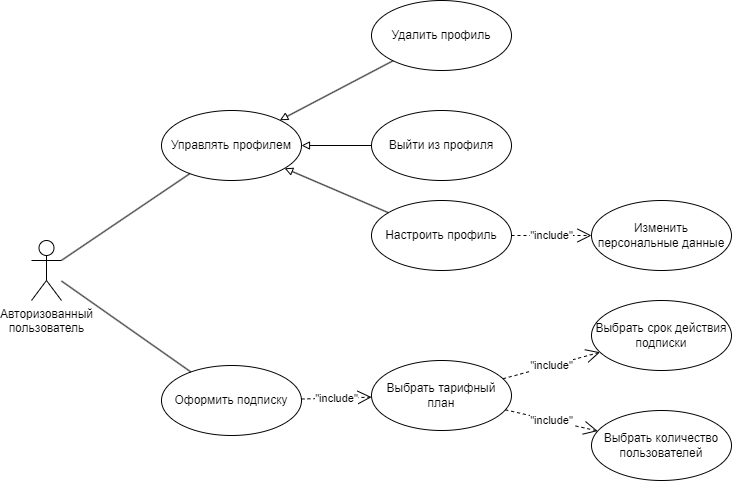 Удалить профиль
Управлять профилем
Выйти из профиля
Настроить профиль
"include"
Изменить
персональные данные
Авторизованный
пользователь
Выбрать срок действия
подписки
"include"
Оформить подписку
"include"
Выбрать тарифный
план
"include"
Выбрать количество
пользователей